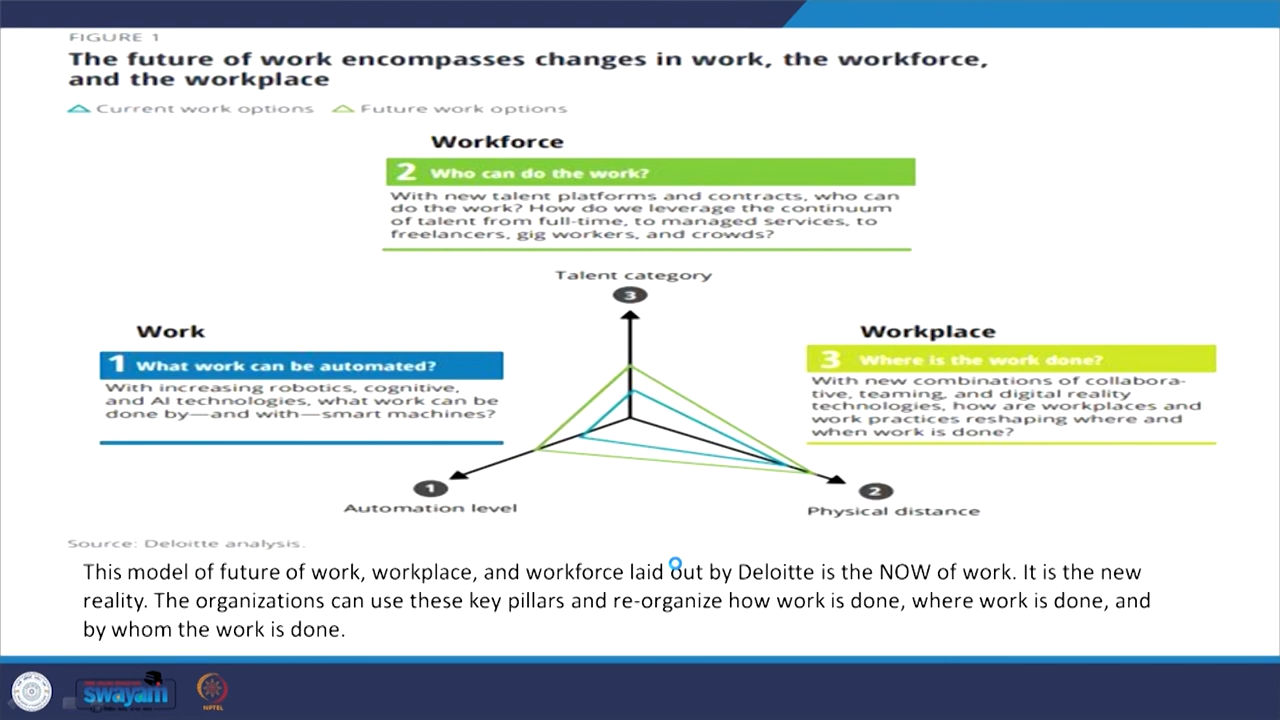 FIGURE 1
The future of work encompasses changes in work, the workforce,
and the workplace
Current work options Future work options
Workforce
2 Who can do the work?
With new talent platforms and contracts, who can
do the work? How do we leverage the continuum
of talent from full-time, to managed services, to
freelancers, gig workers, and crowds?
Talent category
3
Work
1 What work can be automated?
With increasing robotics, cognitive,
and AI technologies, what work can be
done by—and with—smart machines?
Workplace
3 Where is the work done?
With new combinations of collabora-
tive, teaming, and digital reality
technologies, how are workplaces and
work practices reshaping where and
when work is done?
1
Automation level
2
Physical distance
Source: Deloitte analysis.
This model of future of work, workplace, and workforce laid out by Deloitte is the NOW of work. It is the new
reality. The organizations can use these key pillars and re-organize how work is done, where work is done, and
by whom the work is done.
swayam
NPTEL